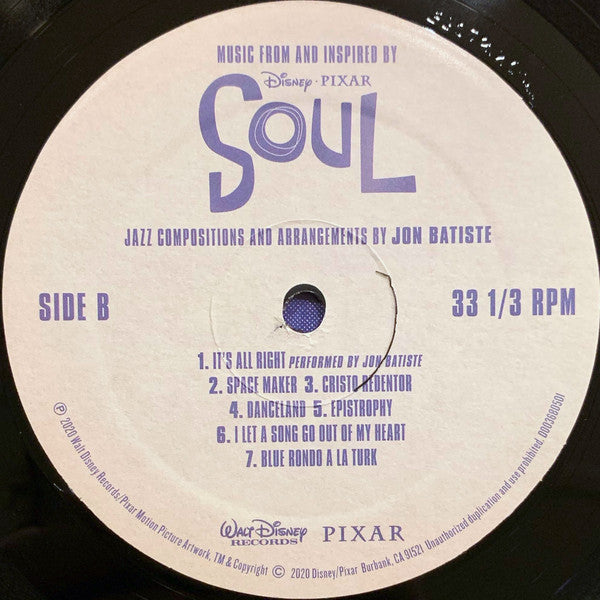 MUSIC FROM AND INSPIRED BY
DISNEY · PIXAR
SOUL
JAZZ COMPOSITIONS AND ARRANGEMENTS BY JON BATISTE
SIDE B
33 1/3 RPM
1. IT'S ALL RIGHT PERFORMED BY JON BATISTE
2. SPACE MAKER 3. CRISTO REDENTOR
4. DANCELAND 5. EPISTROPHY
6. I LET A SONG GO OUT OF MY HEART
7. BLUE RONDO A LA TURK
WALT DISNEY RECORDS
PIXAR
℗ 2020 Walt Disney Records/Pixar Motion Picture Artwork, TM & Copyright © 2020 Disney/Pixar Burbank, CA 91521 Unauthorized duplication and use prohibited. D003680501